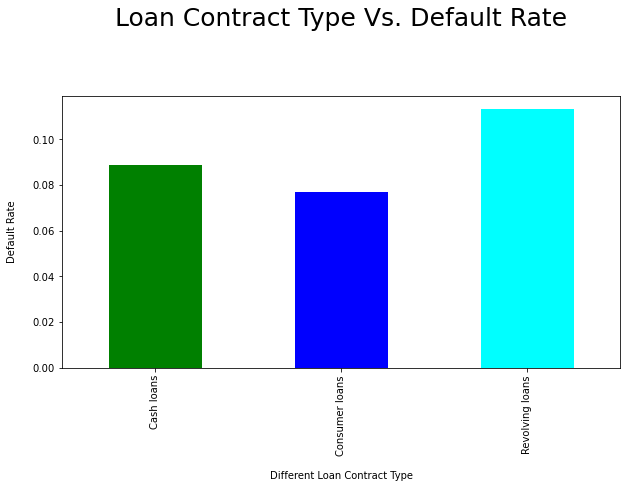 Loan Contract Type Vs. Default Rate
Default Rate
0.10
0.08
0.06
0.04
0.02
0.00
Cash loans
Consumer loans
Revolving loans
Different Loan Contract Type